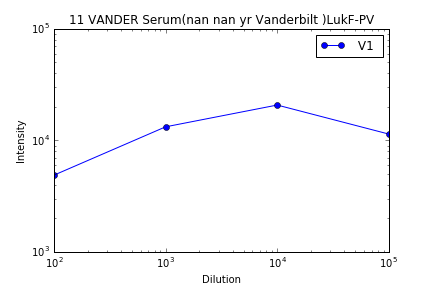 11 VANDER Serum(nan nan yr Vanderbilt )LukF-PV
V1
Intensity
10^5
10^4
10^3
10^2
10^3
10^4
10^5
Dilution